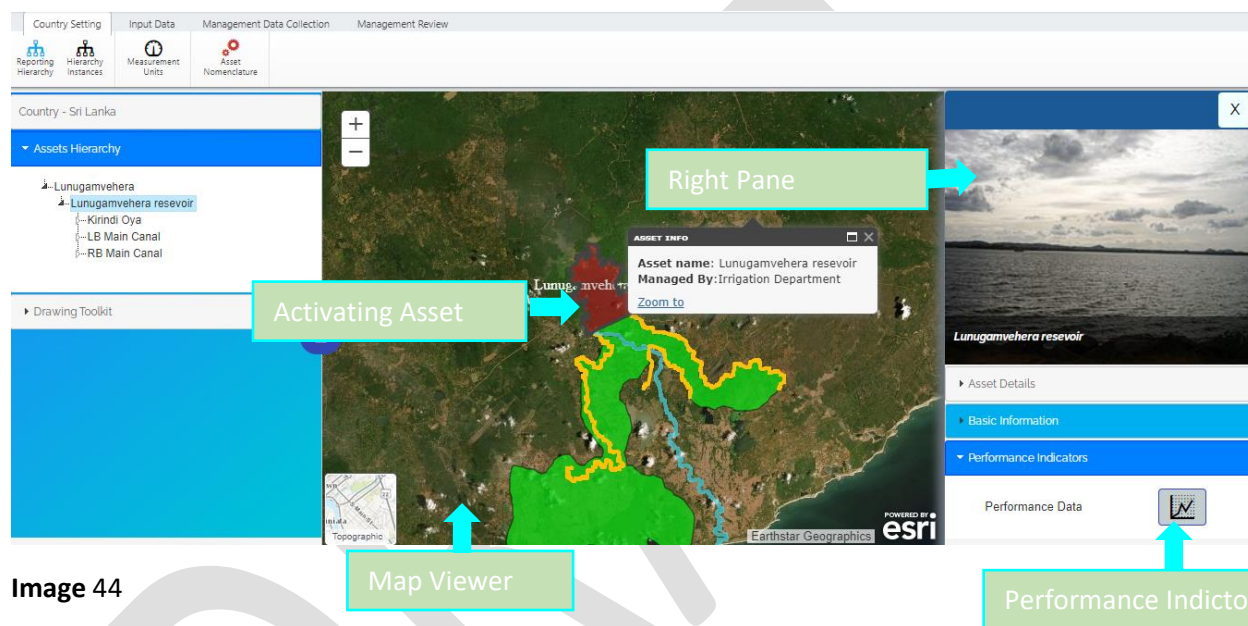 Country Setting
Input Data
Management Data Collection
Management Review
Reporting
Hierarchy
Hierarchy
Instances
Measurement
Units
Asset
Nomenclature
Country - Sri Lanka
Assets Hierarchy
Lunugamvehera
Lunugamvehera resevoir
Kirindi Oya
LB Main Canal
RB Main Canal
Drawing Toolkit
+
−
Right Pane
Activating Asset
ASSET INFO
Asset name: Lunugamvehera resevoir
Managed By:Irrigation Department
Zoom to
Topographic
Earthstar Geographics
POWERED BY
esri
X
Lunugamvehera resevoir
Asset Details
Basic Information
Performance Indicators
Performance Data
Map Viewer
Performance Indicto
Image 44